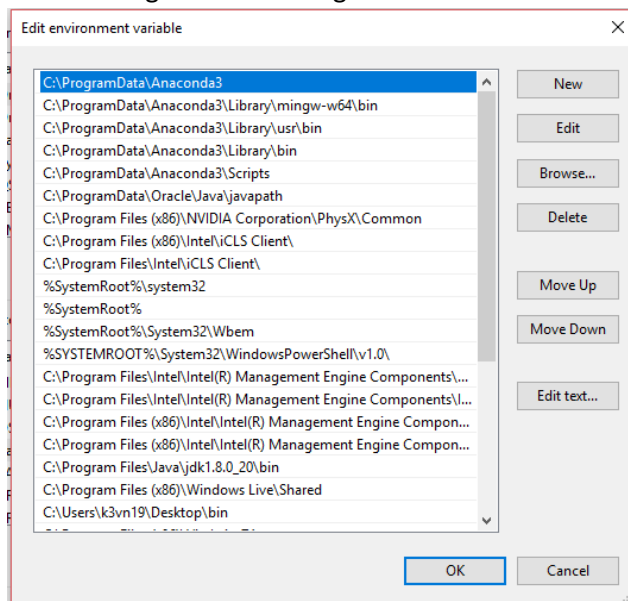 Edit environment variable
C:\ProgramData\Anaconda3
C:\ProgramData\Anaconda3\Library\mingw-w64\bin
C:\ProgramData\Anaconda3\Library\usr\bin
C:\ProgramData\Anaconda3\Library\bin
C:\ProgramData\Anaconda3\Scripts
C:\ProgramData\Oracle\Java\javapath
C:\Program Files (x86)\NVIDIA Corporation\PhysX\Common
C:\Program Files (x86)\Intel\iCLS Client\
C:\Program Files\Intel\iCLS Client\
%SystemRoot%\system32
%SystemRoot%
%SystemRoot%\System32\Wbem
%SYSTEMROOT%\System32\WindowsPowerShell\v1.0\
C:\Program Files\Intel\Intel(R) Management Engine Components\...
C:\Program Files\Intel\Intel(R) Management Engine Components\I...
C:\Program Files (x86)\Intel\Intel(R) Management Engine Compon...
C:\Program Files (x86)\Intel\Intel(R) Management Engine Compon...
C:\Program Files\Java\jdk1.8.0_20\bin
C:\Program Files (x86)\Windows Live\Shared
C:\Users\k3vn19\Desktop\bin
New
Edit
Browse...
Delete
Move Up
Move Down
Edit text...
OK
Cancel